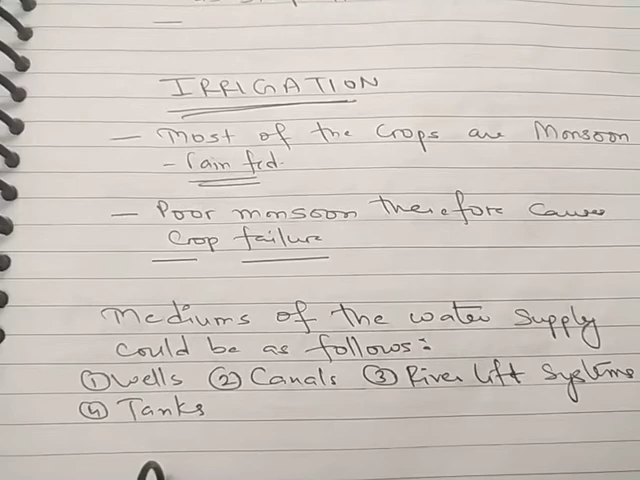 IRRIGATION
— Most of the Crops are Monsoon
- rain fed.
— Poor monsoon therefore cause
Crop failure
Mediums of the water supply
could be as follows:
① Wells ② Canals ③ River lift Systems
④ Tanks